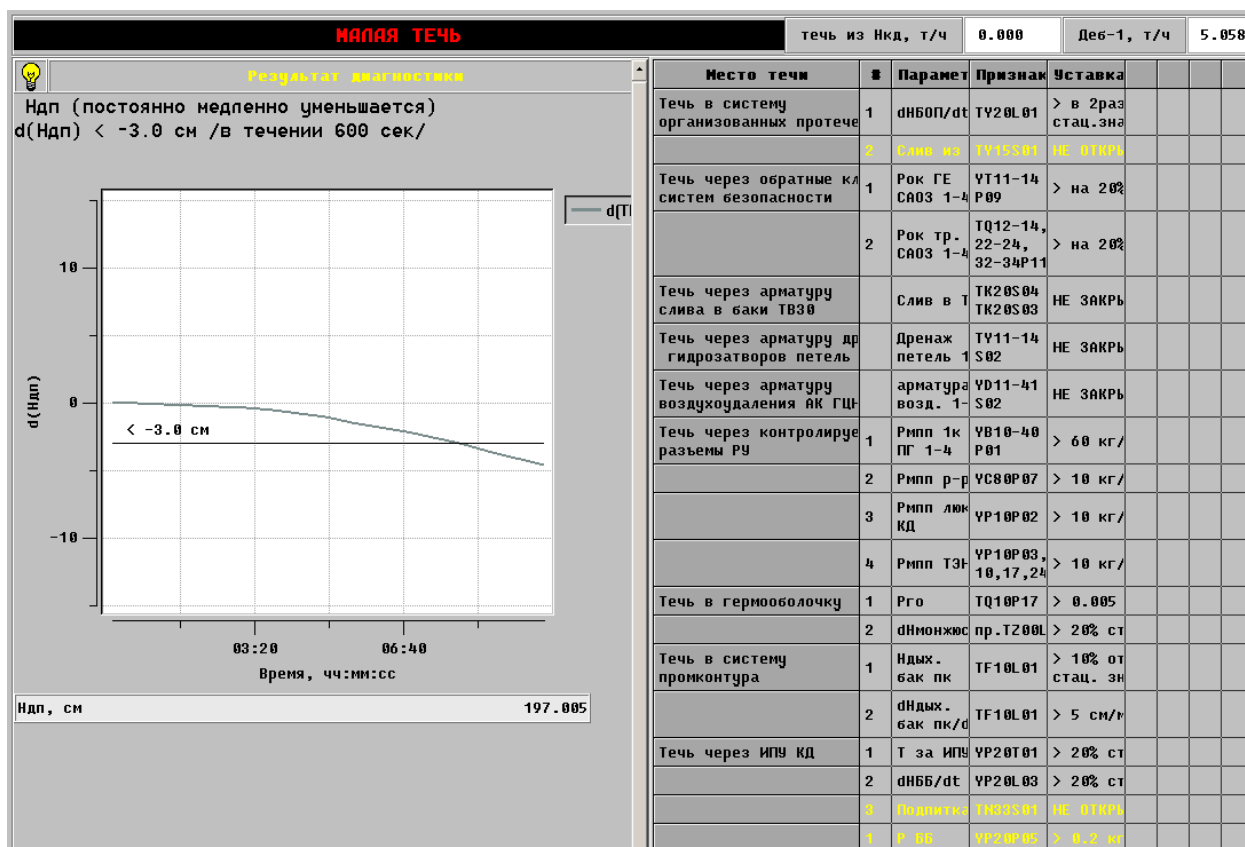 МАЛАЯ ТЕЧЬ
течь из Нкд, т/ч 0.000 Деб-1, т/ч 5.058
Результат диагностики
Ндп (постоянно медленно уменьшается)
d(Ндп) < -3.0 см /в течении 600 сек/
10
0
-10
d(Ндп)
< -3.0 см
03:20 06:40
Время, чч:мм:сс
Ндп, см 197.005
Место течи # Парамет Признак Уставка
Течь в систему
организованных протече 1 dНБОП/dt TY20L01 > в 2раз
стац.зна
2 Слив из TY15S01 НЕ ОТКРЬ
Течь через обратные кл
систем безопасности 1 Рок ГЕ
САОЗ 1-4 YT11-14
P09 > на 20%
2 Рок тр.
САОЗ 1-4 TQ12-14,
22-24,
32-34P11 > на 20%
Течь через арматуру
слива в баки ТВ30 Слив в Т TK20S04
TK20S03 НЕ ЗАКРЬ
Течь через арматуру др
гидрозатворов петель Дренаж
петель 1 TY11-14
S02 НЕ ЗАКРЬ
Течь через арматуру
воздухоудаления АК ГЦН арматура
возд. 1- YD11-41
S02 НЕ ЗАКРЬ
Течь через контролируе
разъемы РУ 1 Рмпп 1к
ПГ 1-4 YB10-40
P01 > 60 кг/
2 Рмпп р-р YC80P07 > 10 кг/
3 Рмпп люк
КД YP10P02 > 10 кг/
4 Рмпп ТЭН YP10P03,
10,17,24 > 10 кг/
Течь в гермооболочку 1 Рго TQ10P17 > 0.005
2 dНмонжюс пр.TZ00L > 20% ст
Течь в систему
промконтура 1 Ндых.
бак пк TF10L01 > 10% от
стац. зн
2 dНдых.
бак пк/d TF10L01 > 5 см/м
Течь через ИПУ КД 1 Т за ИПУ YP20T01 > 20% ст
2 dНББ/dt YP20L03 > 20% ст
3 Подпитка TN33S01 НЕ ОТКРЬ
1 Р ББ YP20P05 > 0.2 кг